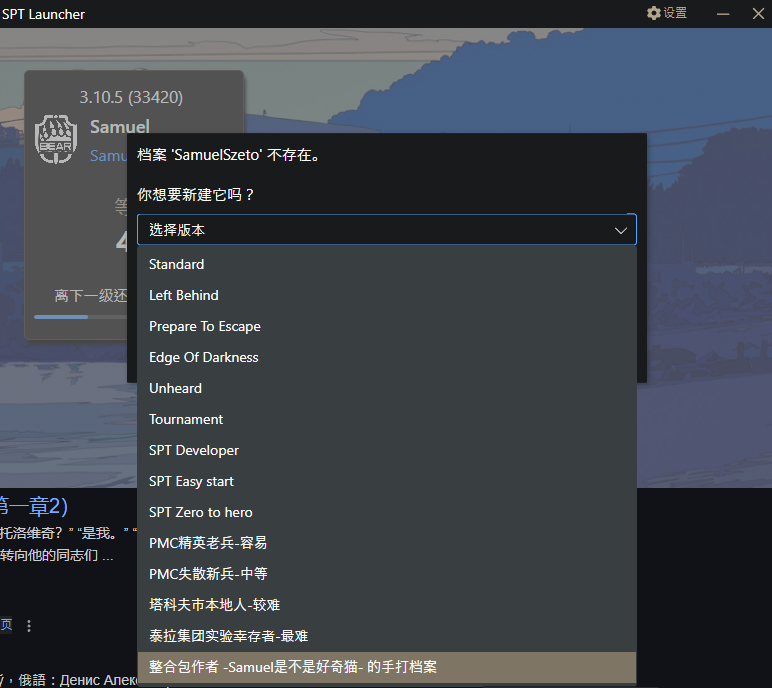 SPT Launcher
设置
3.10.5 (33420)
BEAR
Samuel
Samu
等
4
离下一级还
档案 'SamuelSzeto' 不存在。
你想要新建它吗？
选择版本
Standard
Left Behind
Prepare To Escape
Edge Of Darkness
Unheard
Tournament
SPT Developer
SPT Easy start
SPT Zero to hero
PMC精英老兵-容易
PMC失散新兵-中等
塔科夫市本地人-较难
泰拉集团实验幸存者-最难
整合包作者 -Samuel是不是好奇猫- 的手打档案
第一章2)
托洛维奇？” “是我。” “
转向他的同志们 ...
页
，俄語：Денис Алекс